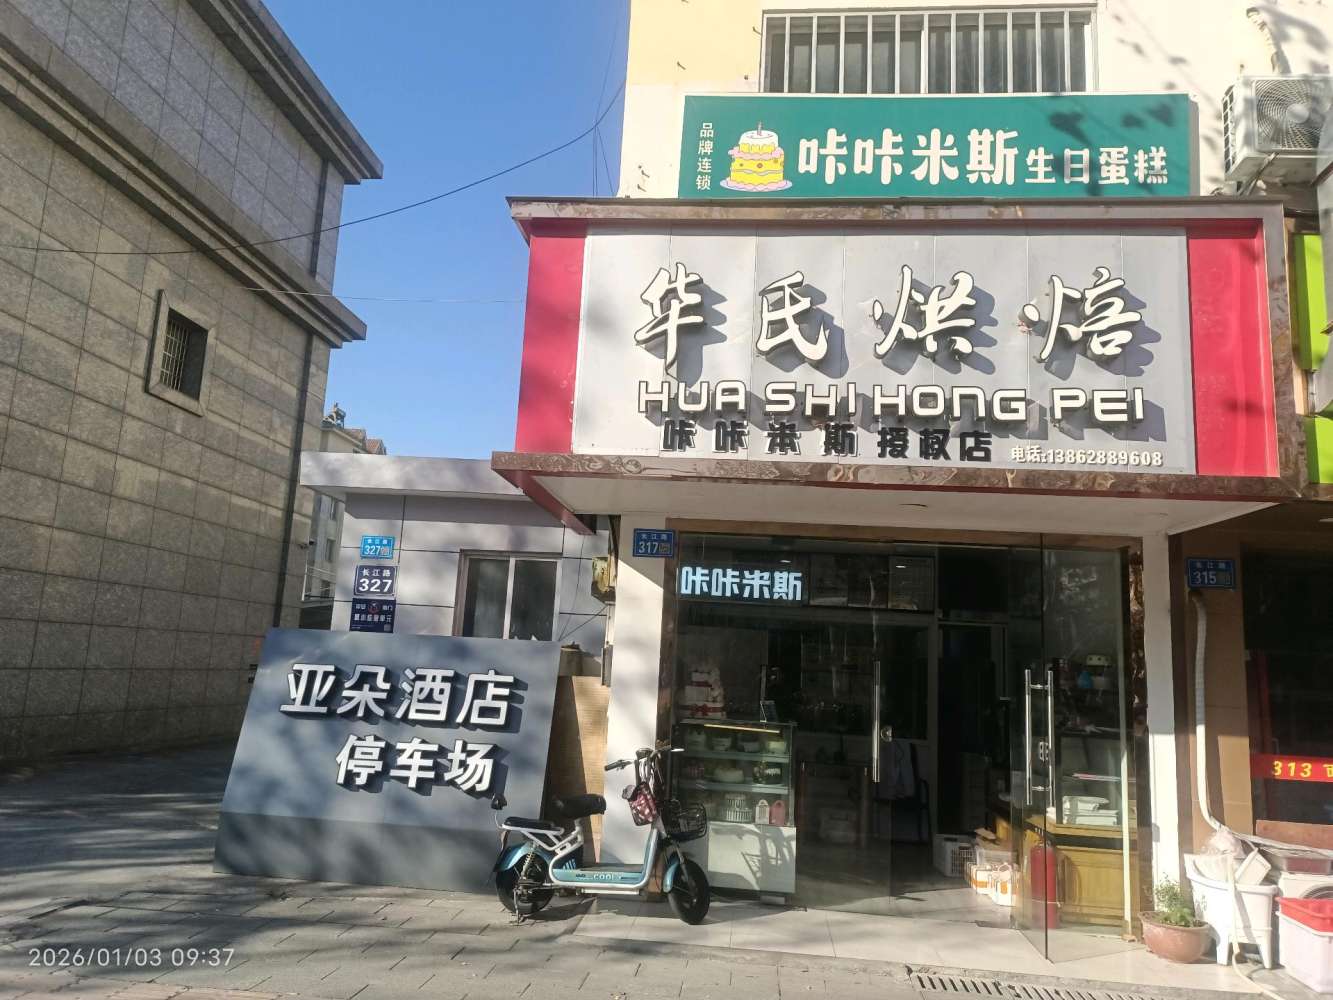 品牌连锁
咔咔米斯生日蛋糕
华氏烘焙
HUA SHI HONG PEI
咔咔米斯授权店
电话:13862889608
长江路
327
长江路
327
长江路
317
咔咔米斯
长江路
315
亚朵酒店
停车场
COOL
313
2026/01/03 09:37